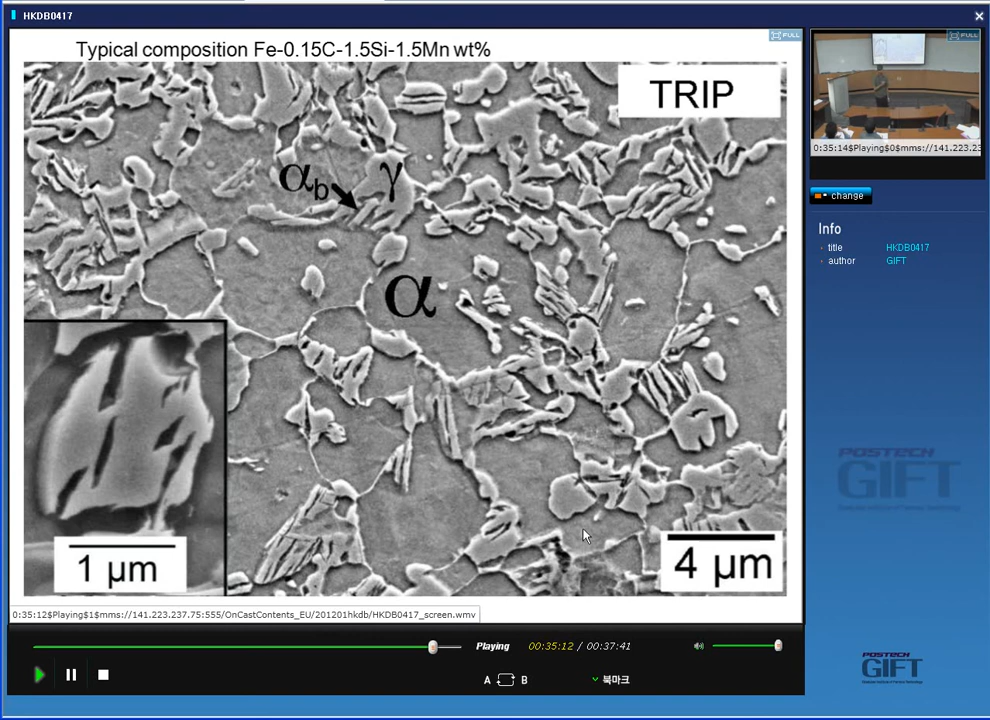 HKDB0417
Typical composition Fe-0.15C-1.5Si-1.5Mn wt%
FULL
FULL
TRIP
αb
γ
α
1 µm
4 µm
0:35:14$Playing$0$mms://141.223.23
change
Info
title HKDB0417
author GIFT
POSTECH
GIFT
0:35:12$Playing$1$mms://141.223.237.75:555/OnCastContents_EU/201201hkdb/HKDB0417_screen.wmv
Playing 00:35:12 / 00:37:41
A B
북마크
POSTECH
GIFT